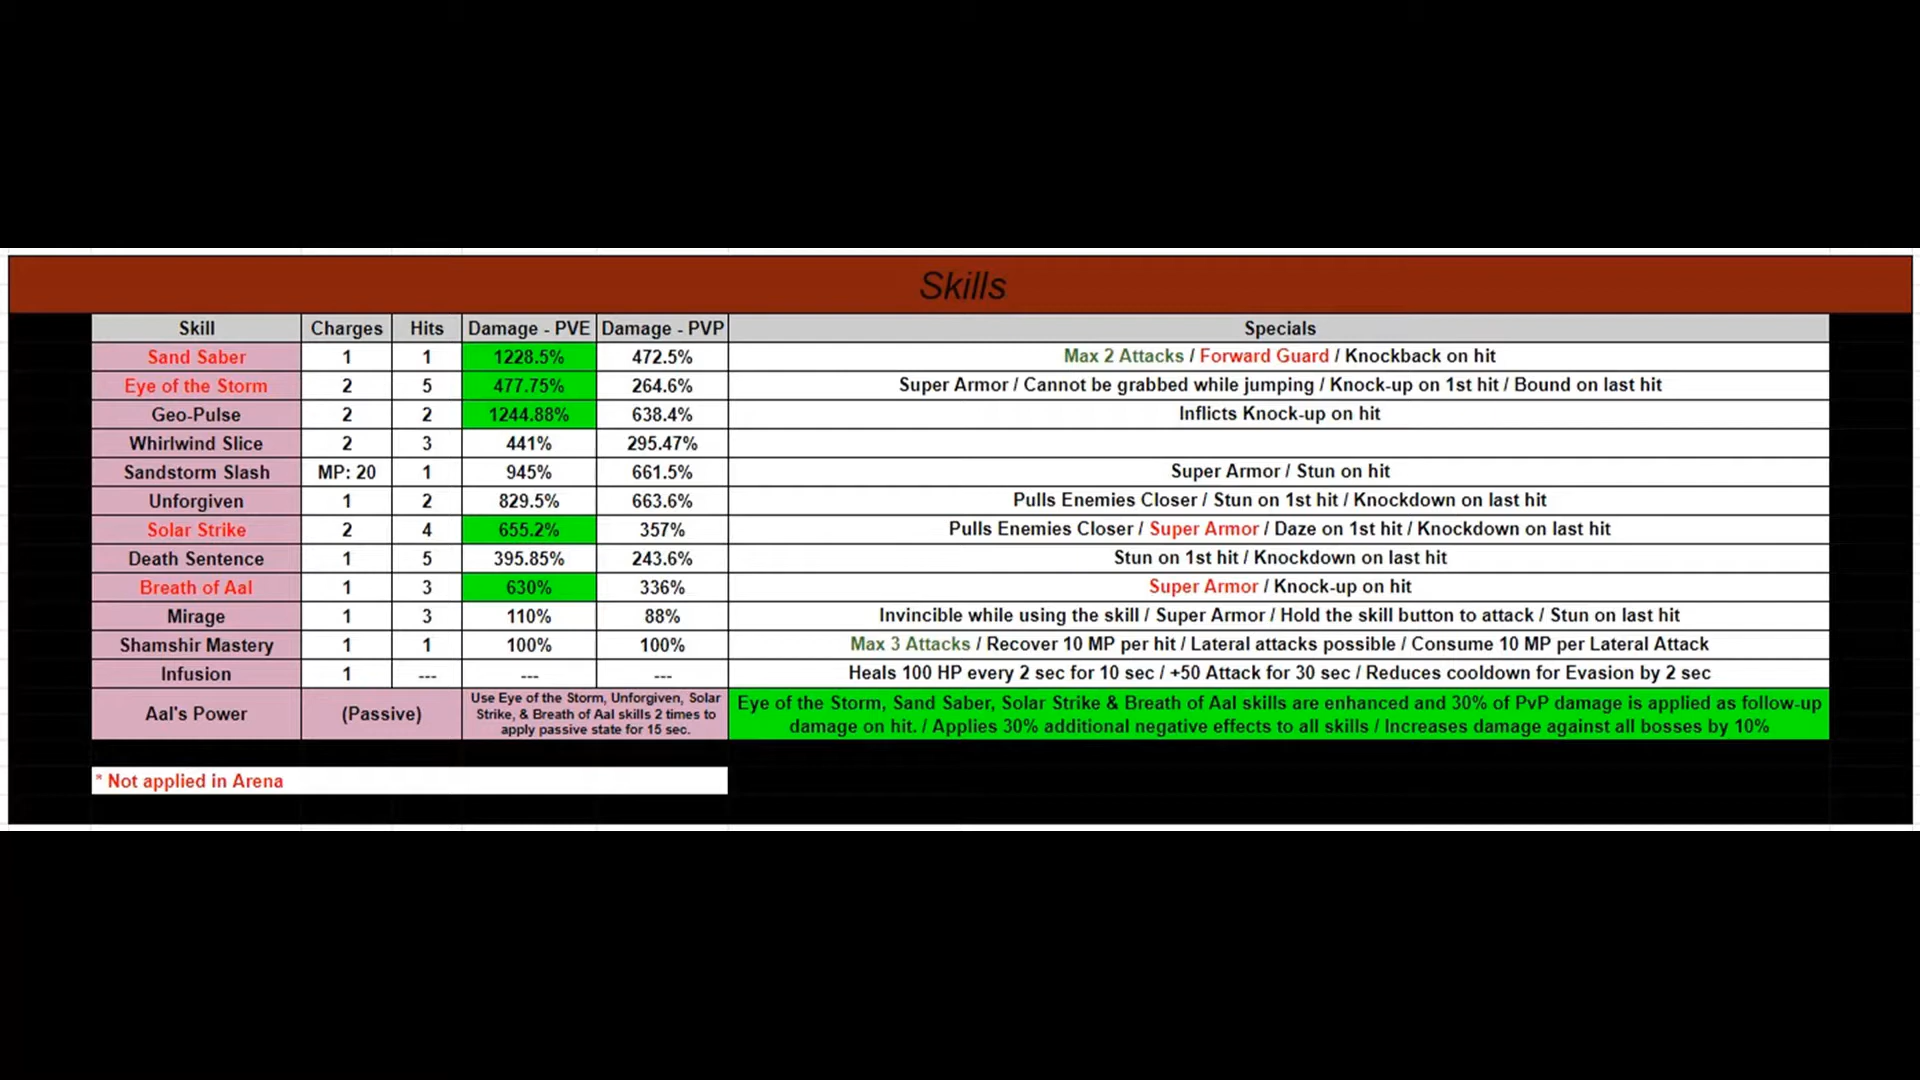 Skills
Skill Charges Hits Damage - PVE Damage - PVP Specials
Sand Saber 1 1 1228.5% 472.5% Max 2 Attacks / Forward Guard / Knockback on hit
Eye of the Storm 2 5 477.75% 264.6% Super Armor / Cannot be grabbed while jumping / Knock-up on 1st hit / Bound on last hit
Geo-Pulse 2 2 1244.88% 638.4% Inflicts Knock-up on hit
Whirlwind Slice 2 3 441% 295.47%
Sandstorm Slash MP: 20 1 945% 661.5% Super Armor / Stun on hit
Unforgiven 1 2 829.5% 663.6% Pulls Enemies Closer / Stun on 1st hit / Knockdown on last hit
Solar Strike 2 4 655.2% 357% Pulls Enemies Closer / Super Armor / Daze on 1st hit / Knockdown on last hit
Death Sentence 1 5 395.85% 243.6% Stun on 1st hit / Knockdown on last hit
Breath of Aal 1 3 630% 336% Super Armor / Knock-up on hit
Mirage 1 3 110% 88% Invincible while using the skill / Super Armor / Hold the skill button to attack / Stun on last hit
Shamshir Mastery 1 1 100% 100% Max 3 Attacks / Recover 10 MP per hit / Lateral attacks possible / Consume 10 MP per Lateral Attack
Infusion 1 --- --- --- Heals 100 HP every 2 sec for 10 sec / +50 Attack for 30 sec / Reduces cooldown for Evasion by 2 sec
Aal's Power (Passive)
Use Eye of the Storm, Unforgiven, Solar
Strike, & Breath of Aal skills 2 times to
apply passive state for 15 sec.
Eye of the Storm, Sand Saber, Solar Strike & Breath of Aal skills are enhanced and 30% of PvP damage is applied as follow-up
damage on hit. / Applies 30% additional negative effects to all skills / Increases damage against all bosses by 10%
* Not applied in Arena